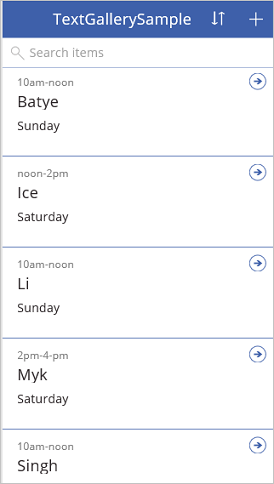 TextGallerySample
Search items
10am-noon
Batye
Sunday
noon-2pm
Ice
Saturday
10am-noon
Li
Sunday
2pm-4-pm
Myk
Saturday
10am-noon
Singh